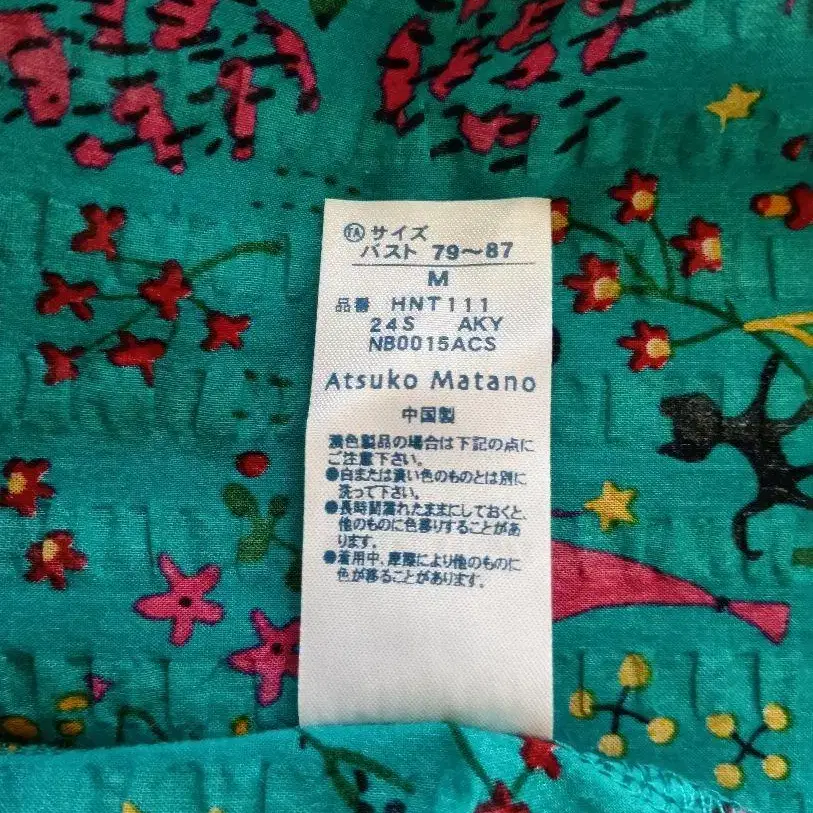 FA サイズ
バスト 79〜87
M
品番 HNT111
24S AKY
NB0015ACS
Atsuko Matano
中国製
濃色製品の場合は下記の点に
ご注意下さい。
●白または淡い色のものとは別に
洗って下さい。
●長時間濡れたままにしておくと、
他のものに色移りすることがあ
ります。
●着用中、摩擦により他のものに
色が移ることがあります。